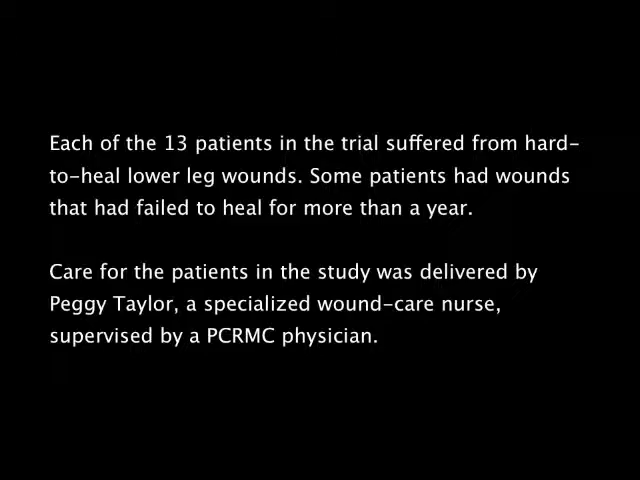 Each of the 13 patients in the trial suffered from hard-
to-heal lower leg wounds. Some patients had wounds
that had failed to heal for more than a year.
Care for the patients in the study was delivered by
Peggy Taylor, a specialized wound-care nurse,
supervised by a PCRMC physician.